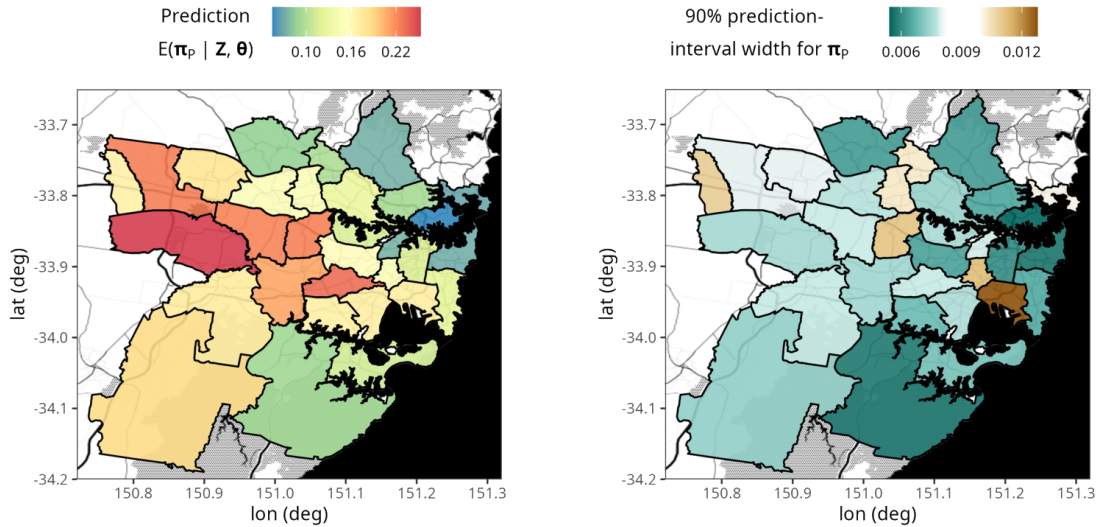 Prediction
E(π_P | Z, θ)
0.10 0.16 0.22
90% prediction-
interval width for π_P
0.006 0.009 0.012
lat (deg)
-33.7
-33.8
-33.9
-34.0
-34.1
-34.2
150.8 150.9 151.0 151.1 151.2 151.3
lon (deg)
lat (deg)
-33.7
-33.8
-33.9
-34.0
-34.1
-34.2
150.8 150.9 151.0 151.1 151.2 151.3
lon (deg)